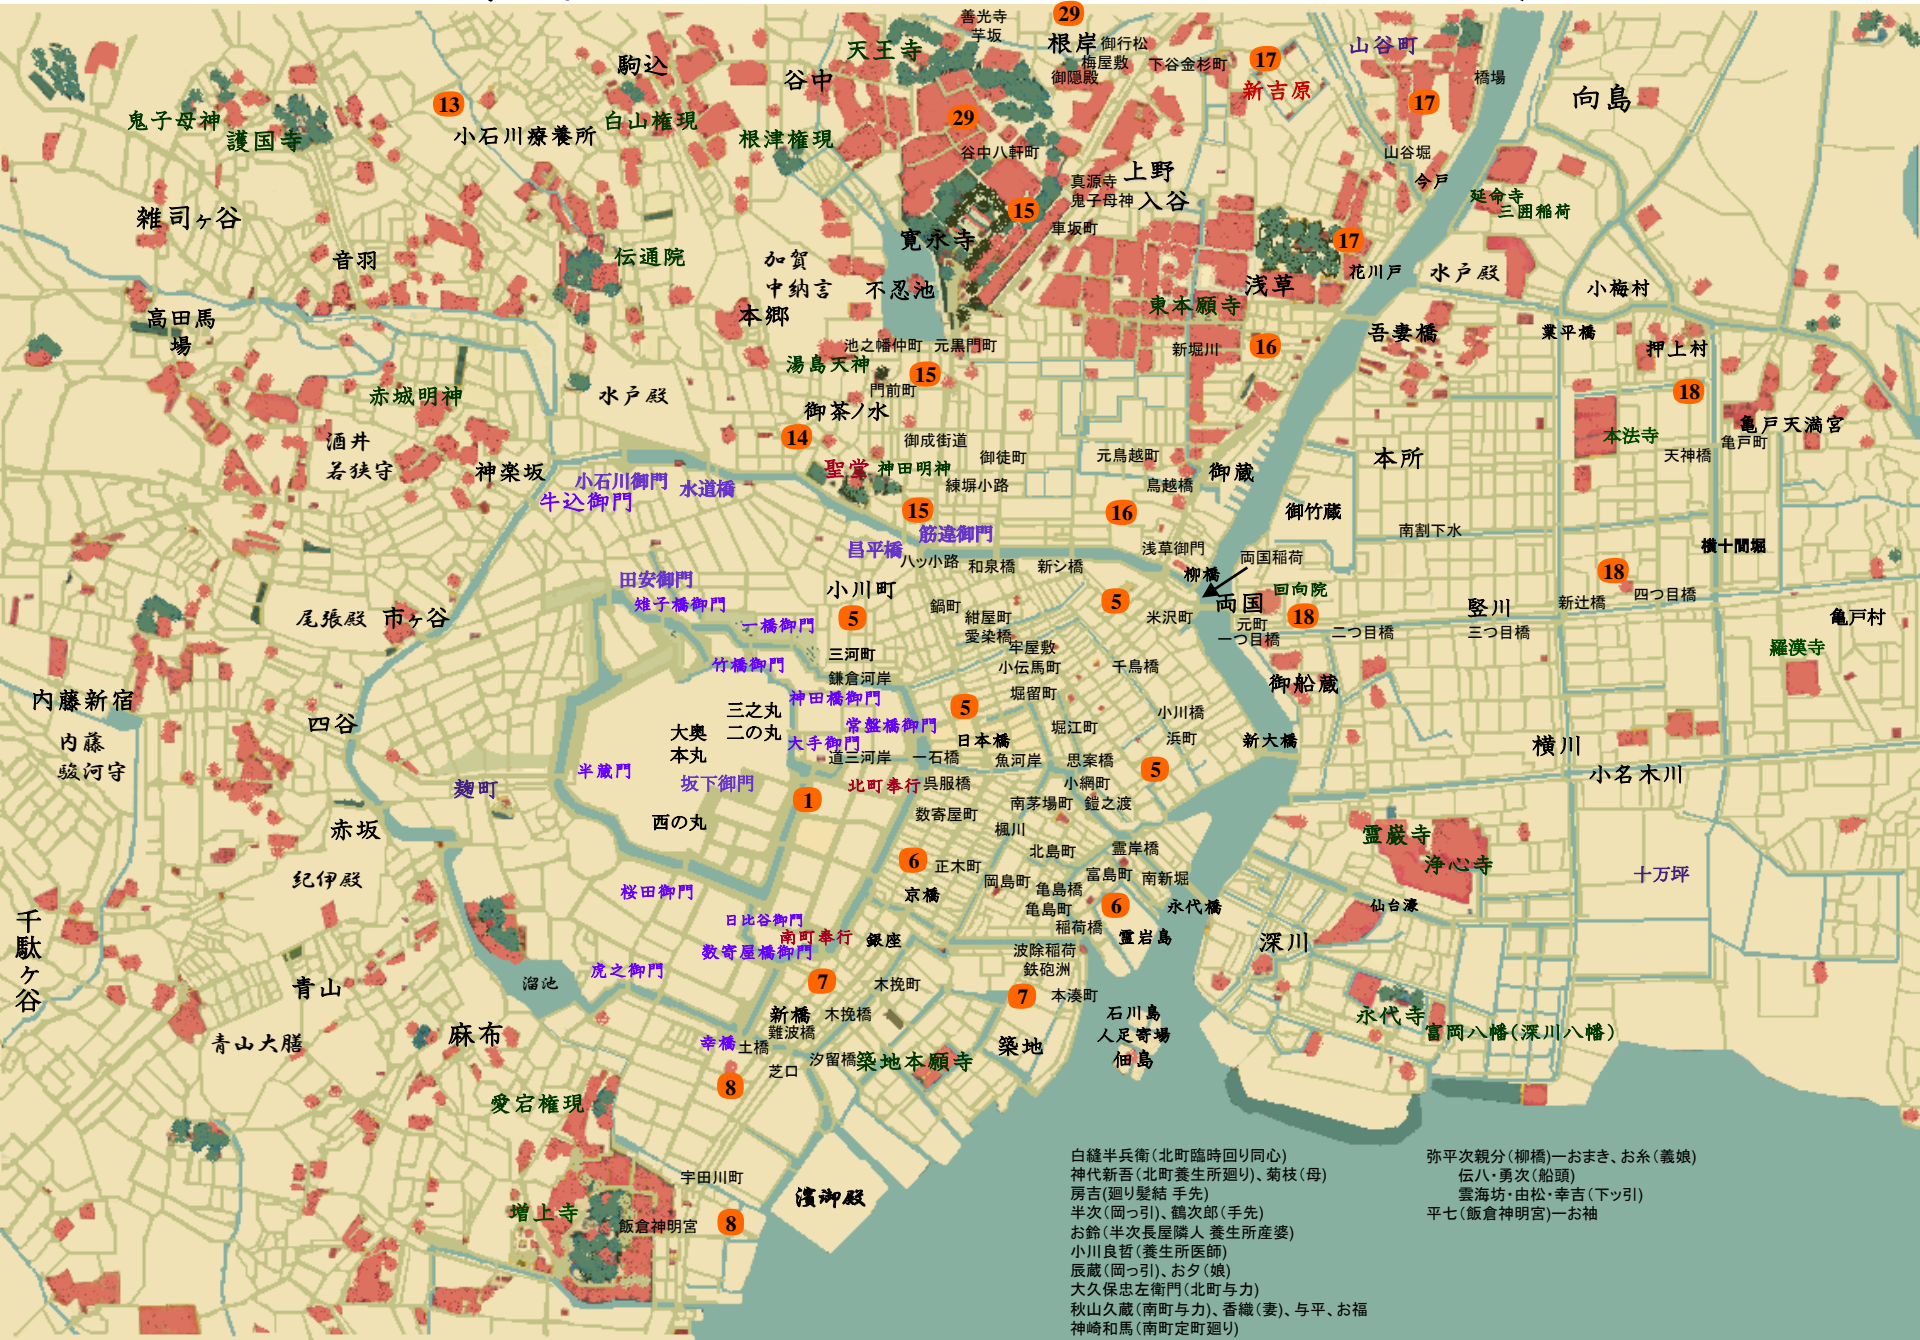 善光寺
芋坂
29
根岸
御行松
梅屋敷
御隠殿
下谷金杉町
17
新吉原
山谷町
橋場
17
向島
天王寺
谷中
駒込
13
小石川療養所
白山権現
鬼子母神
護国寺
根津権現
29
谷中八軒町
真源寺
鬼子母神
上野
入谷
山谷堀
今戸
延命寺
三囲稲荷
15
車坂町
寛永寺
雑司ヶ谷
音羽
伝通院
加賀
中納言
本郷
不忍池
17
花川戸
水戸殿
浅草
東本願寺
小梅村
高田馬
場
池之幡仲町
元黒門町
新堀川
16
吾妻橋
業平橋
押上村
湯島天神
15
門前町
18
赤城明神
水戸殿
御茶ノ水
14
御成街道
御徒町
元鳥越町
本法寺
天神橋
亀戸天満宮
亀戸町
酒井
若狭守
神楽坂
小石川御門
牛込御門
水道橋
聖堂
神田明神
練塀小路
鳥越橋
御蔵
本所
御竹蔵
15
筋違御門
昌平橋
八ッ小路
和泉橋
新シ橋
16
浅草御門
柳橋
両国稲荷
南割下水
横十間堀
田安御門
雉子橋御門
小川町
5
一橋御門
鍋町
紺屋町
愛染橋
5
米沢町
両国
回向院
18
元町
一つ目橋
二つ目橋
竪川
三つ目橋
新辻橋
18
四つ目橋
亀戸村
羅漢寺
尾張殿
市ヶ谷
竹橋御門
三河町
鎌倉河岸
牢屋敷
小伝馬町
千鳥橋
御船蔵
内藤新宿
内藤
駿河守
四谷
三之丸
二の丸
大奥
本丸
神田橋御門
常盤橋御門
大手御門
道三河岸
一石橋
5
日本橋
堀留町
堀江町
小川橋
浜町
新大橋
魚河岸
思案橋
5
横川
小名木川
麹町
半蔵門
坂下御門
西の丸
1
北町奉行
呉服橋
数寄屋町
小網町
南茅場町
鎧之渡
楓川
赤坂
紀伊殿
6
正木町
北島町
霊岸橋
岡島町
富島町
南新堀
亀島橋
亀島町
6
稲荷橋
永代橋
霊岩島
霊巌寺
浄心寺
仙台濠
十万坪
千駄ヶ谷
桜田御門
日比谷御門
南町奉行
数寄屋橋御門
京橋
銀座
波除稲荷
鉄砲洲
深川
青山
溜池
虎之御門
7
木挽町
7
本湊町
石川島
人足寄場
佃島
永代寺
富岡八幡(深川八幡)
青山大膳
麻布
幸橋
土橋
新橋
難波橋
木挽橋
汐留橋
芝口
築地本願寺
築地
8
愛宕権現
宇田川町
濱御殿
増上寺
飯倉神明宮
8
白縫半兵衛(北町臨時回り同心)
神代新吾(北町養生所廻り)、菊枝(母)
房吉(廻り髪結 手先)
半次(岡っ引)、鶴次郎(手先)
お鈴(半次長屋隣人 養生所産婆)
小川良哲(養生所医師)
辰蔵(岡っ引)、お夕(娘)
大久保忠左衛門(北町与力)
秋山久蔵(南町与力)、香織(妻)、与平、お福
神崎和馬(南町定町廻り)
弥平次親分(柳橋)ーおまき、お糸(義娘)
伝八・勇次(船頭)
雲海坊・由松・幸吉(下ッ引)
平七(飯倉神明宮)ーお袖